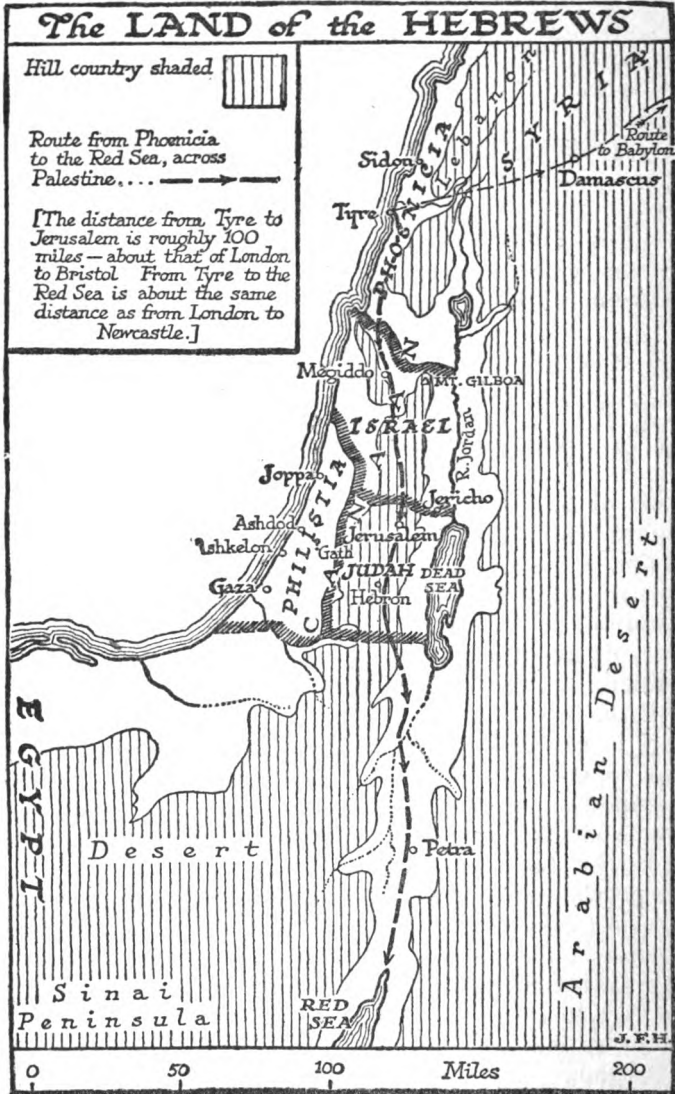 The LAND of the HEBREWS
Hill country shaded
Route from Phœnicia
to the Red Sea, across
Palestine....
[The distance from Tyre to
Jerusalem is roughly 100
miles — about that of London
to Bristol From Tyre to the
Red Sea is about the same
distance as from London to
Newcastle.]
Lebanon
SYRIA
Route
to Babylon
Sidon
Damascus
PHOENICIA
Tyre
CANAAN
Megiddo
MT. GILBOA
ISRAEL
R. Jordan
Joppa
PHILISTIA
Jericho
Ashdod
Jerusalem
Ishkelon
Gath
JUDAH
DEAD
SEA
Gaza
Hebron
Arabian Desert
EGYPT
Desert
Petra
Sinai
Peninsula
RED
SEA
J.F.H.
0 50 100 Miles 200